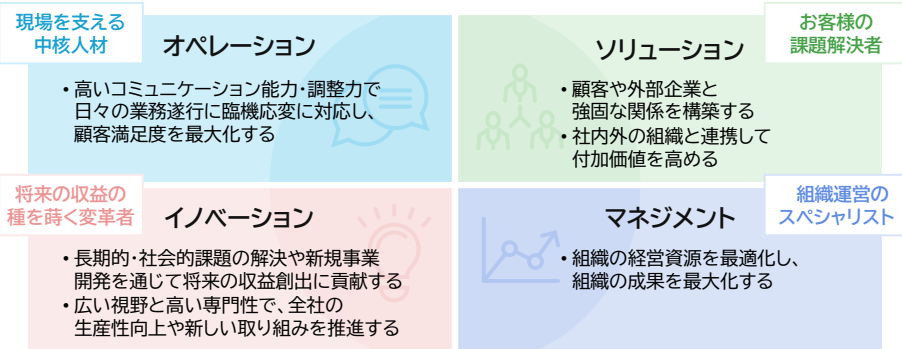 現場を支える
中核人材
オペレーション
・高いコミュニケーション能力・調整力で
日々の業務遂行に臨機応変に対応し、
顧客満足度を最大化する
お客様の
課題解決者
ソリューション
・顧客や外部企業と
強固な関係を構築する
・社内外の組織と連携して
付加価値を高める
将来の収益の
種を蒔く変革者
イノベーション
・長期的・社会的課題の解決や新規事業
開発を通じて将来の収益創出に貢献する
・広い視野と高い専門性で、全社の
生産性向上や新しい取り組みを推進する
組織運営の
スペシャリスト
マネジメント
・組織の経営資源を最適化し、
組織の成果を最大化する